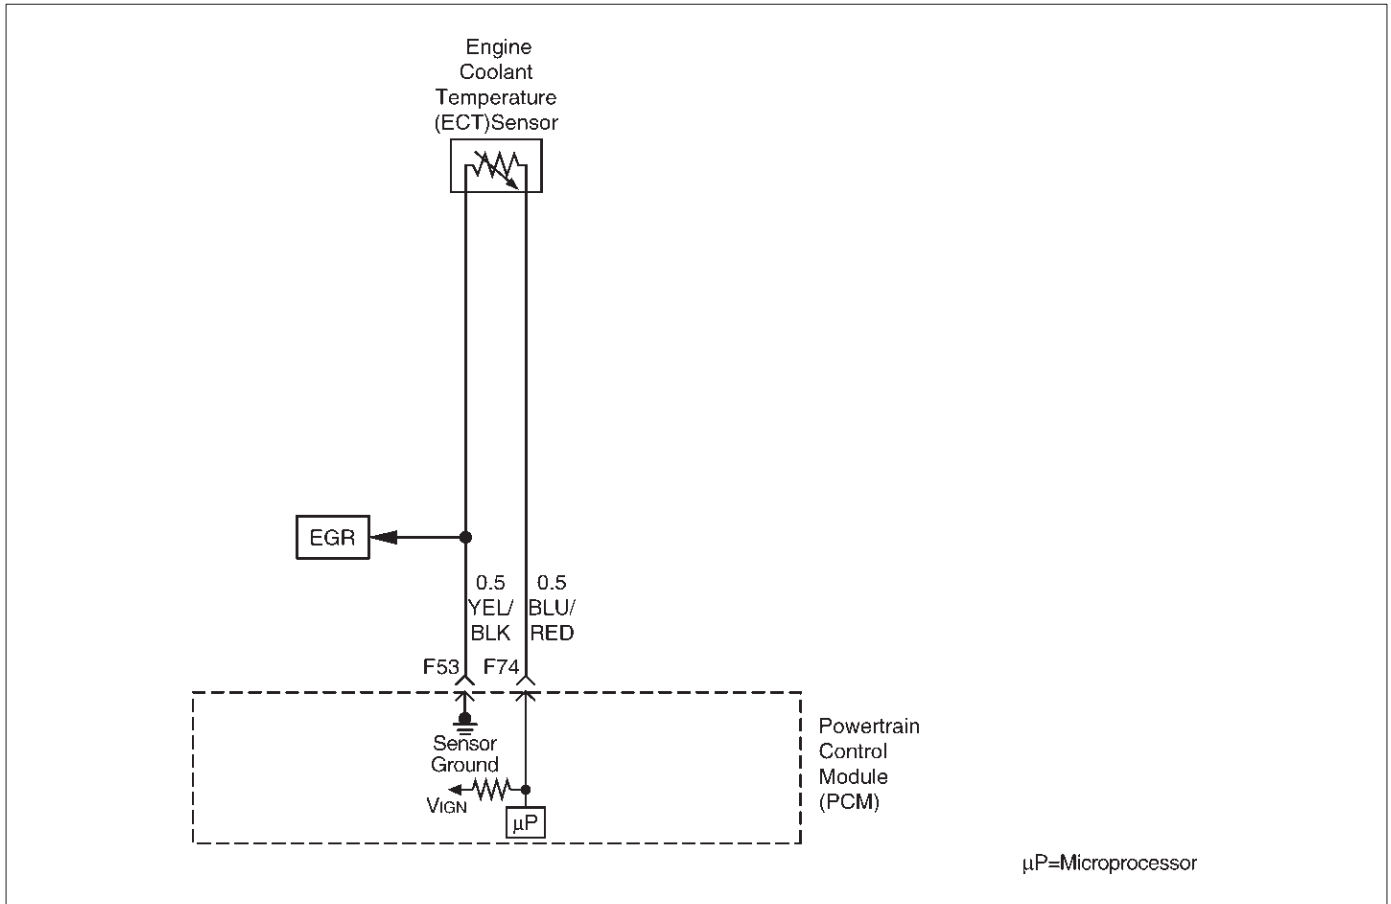 Engine
Coolant
Temperature
(ECT)Sensor
EGR
0.5
YEL/
BLK
0.5
BLU/
RED
F53
F74
Sensor
Ground
VIGN
μP
Powertrain
Control
Module
(PCM)
μP=Microprocessor